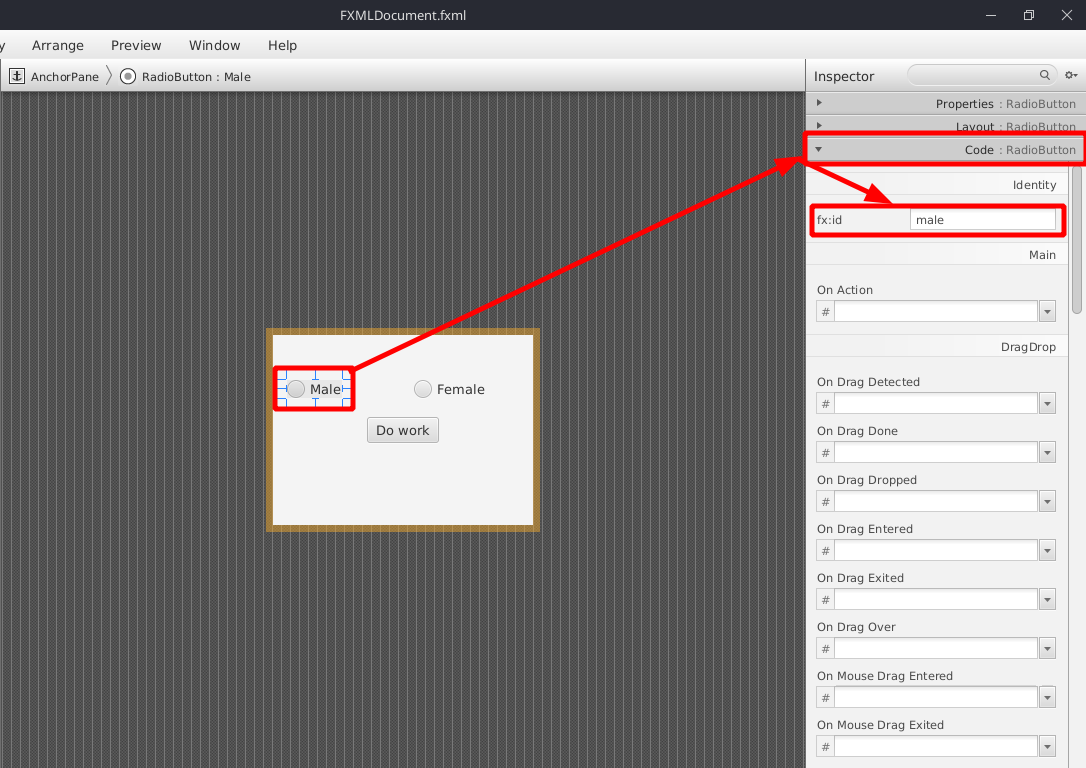 FXMLDocument.fxml
y Arrange Preview Window Help
AnchorPane RadioButton : Male
Inspector
Properties : RadioButton
Layout : RadioButton
Code : RadioButton
Identity
fx:id male
Main
On Action
#
DragDrop
On Drag Detected
#
On Drag Done
#
On Drag Dropped
#
On Drag Entered
#
On Drag Exited
#
On Drag Over
#
On Mouse Drag Entered
#
On Mouse Drag Exited
#
Male Female
Do work